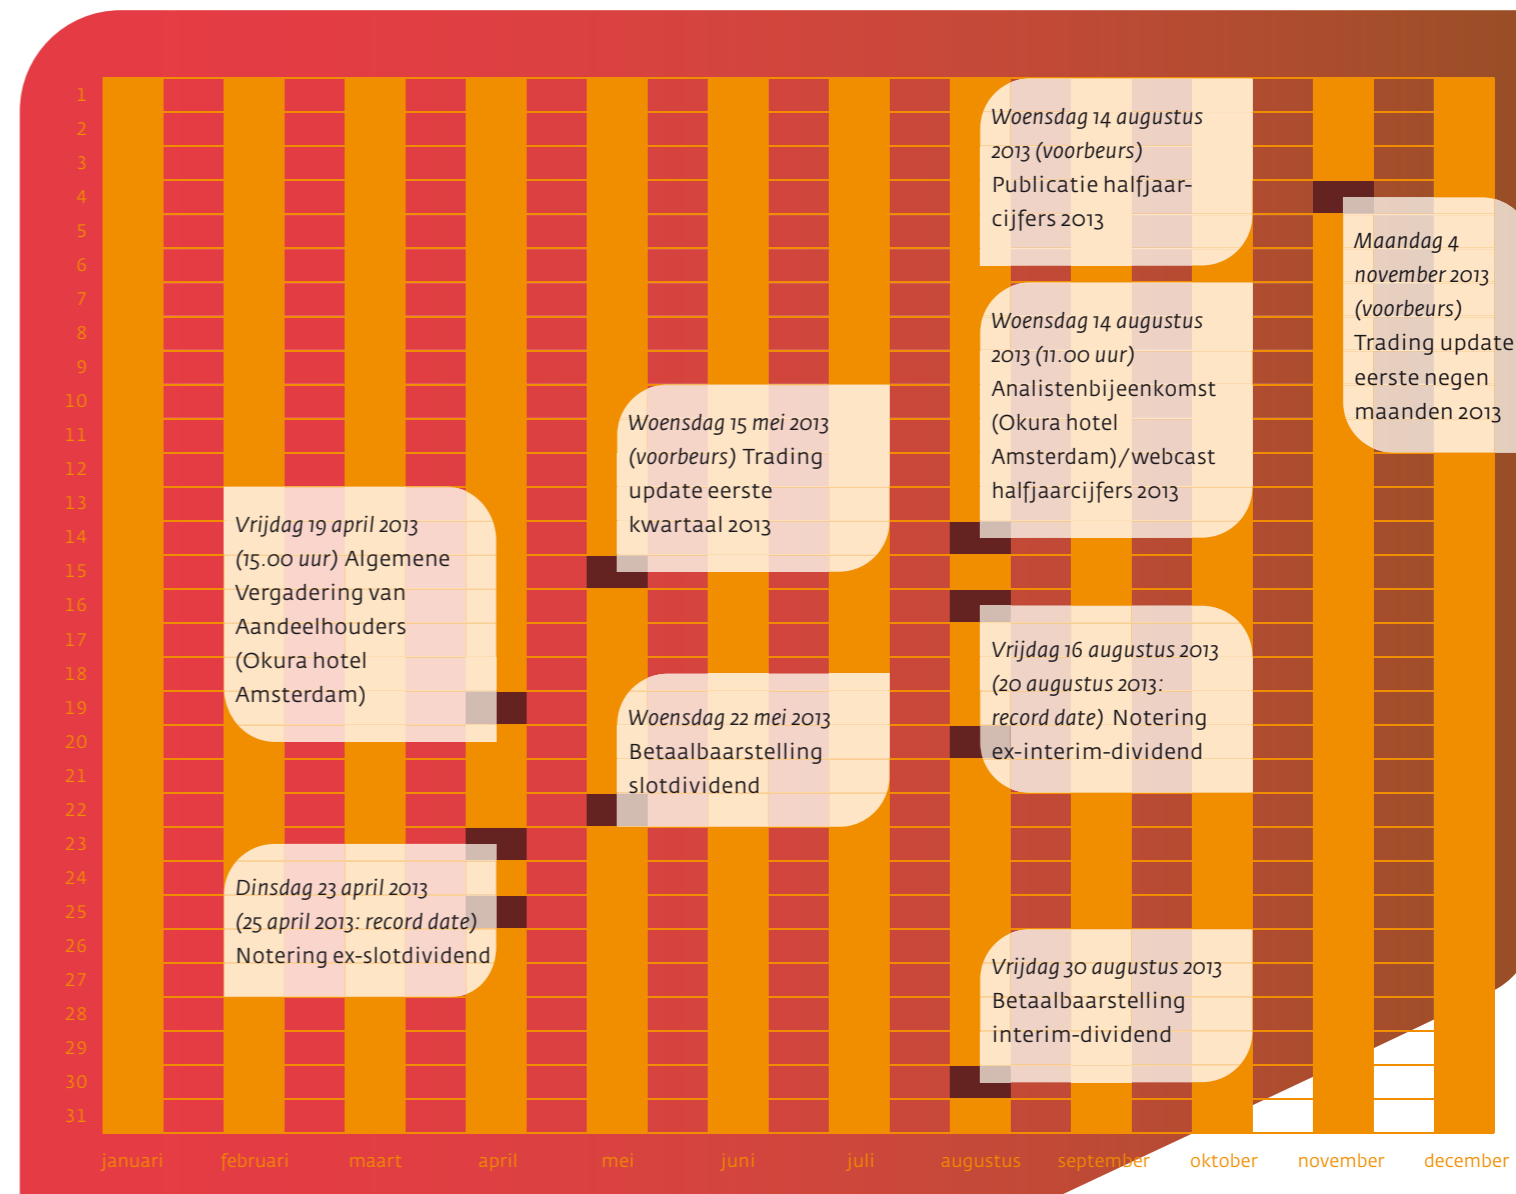 1
2
3
4
5
6
7
8
9
10
11
12
13
14
15
16
17
18
19
20
21
22
23
24
25
26
27
28
29
30
31
Vrijdag 19 april 2013
(15.00 uur) Algemene
Vergadering van
Aandeelhouders
(Okura hotel
Amsterdam)
Dinsdag 23 april 2013
(25 april 2013: record date)
Notering ex-slotdividend
Woensdag 15 mei 2013
(voorbeurs) Trading
update eerste
kwartaal 2013
Woensdag 22 mei 2013
Betaalbaarstelling
slotdividend
Woensdag 14 augustus
2013 (voorbeurs)
Publicatie halfjaar-
cijfers 2013
Woensdag 14 augustus
2013 (11.00 uur)
Analistenbijeenkomst
(Okura hotel
Amsterdam)/webcast
halfjaarcijfers 2013
Vrijdag 16 augustus 2013
(20 augustus 2013:
record date) Notering
ex-interim-dividend
Vrijdag 30 augustus 2013
Betaalbaarstelling
interim-dividend
Maandag 4
november 2013
(voorbeurs)
Trading update
eerste negen
maanden 2013
januari februari maart april mei juni juli augustus september oktober november december